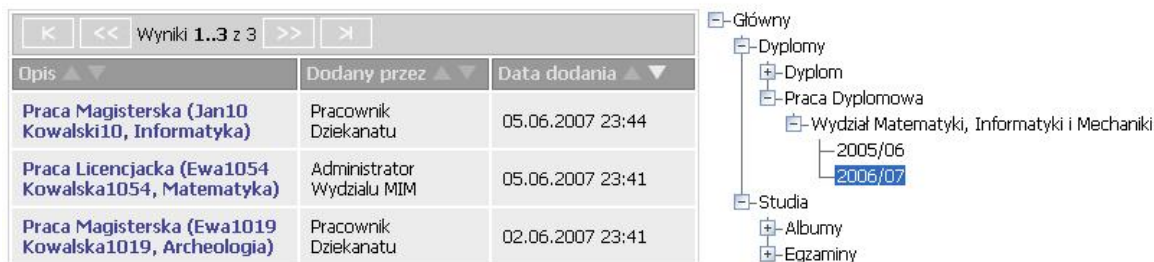 Wyniki 1..3 z 3
Opis Dodany przez Data dodania
Praca Magisterska (Jan10 Kowalski10, Informatyka) Pracownik Dziekanatu 05.06.2007 23:44
Praca Licencjacka (Ewa1054 Kowalska1054, Matematyka) Administrator Wydzialu MIM 05.06.2007 23:41
Praca Magisterska (Ewa1019 Kowalska1019, Archeologia) Pracownik Dziekanatu 02.06.2007 23:41
Główny
Dyplomy
Dyplom
Praca Dyplomowa
Wydział Matematyki, Informatyki i Mechaniki
2005/06
2006/07
Studia
Albumy
Egzaminy